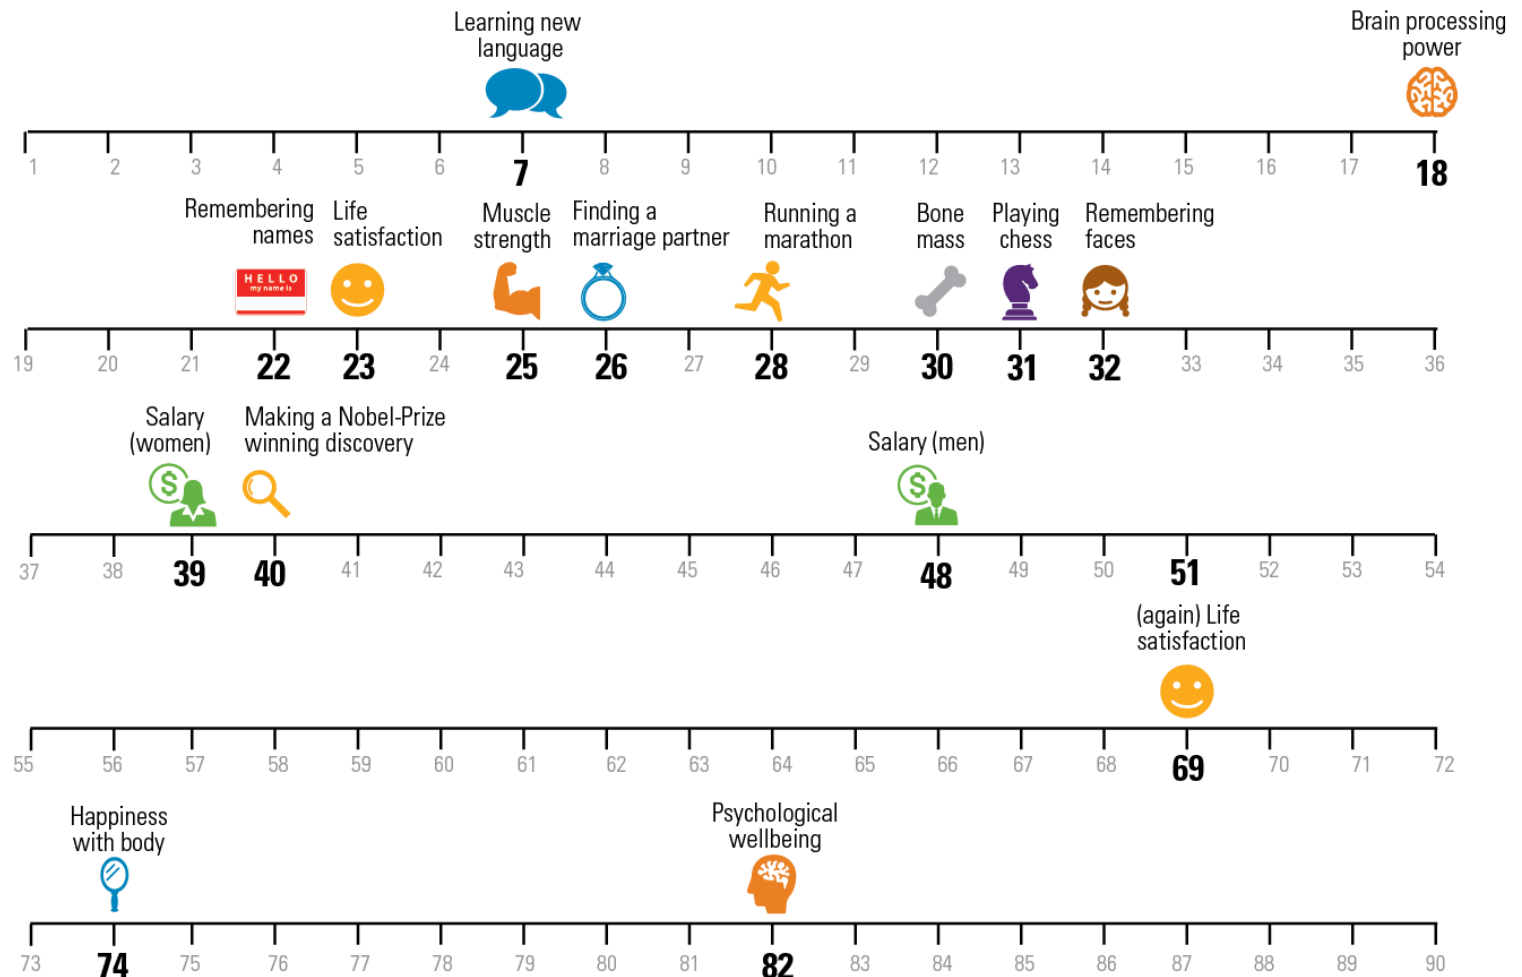 Learning new
language
Brain processing
power
1 2 3 4 5 6 7 8 9 10 11 12 13 14 15 16 17 18
Remembering
names
Life
satisfaction
Muscle
strength
Finding a
marriage partner
Running a
marathon
Bone
mass
Playing
chess
Remembering
faces
HELLO
my name is
19 20 21 22 23 24 25 26 27 28 29 30 31 32 33 34 35 36
Salary
(women)
Making a Nobel-Prize
winning discovery
Salary (men)
$
$
37 38 39 40 41 42 43 44 45 46 47 48 49 50 51 52 53 54
(again) Life
satisfaction
55 56 57 58 59 60 61 62 63 64 65 66 67 68 69 70 71 72
Happiness
with body
Psychological
wellbeing
73 74 75 76 77 78 79 80 81 82 83 84 85 86 87 88 89 90